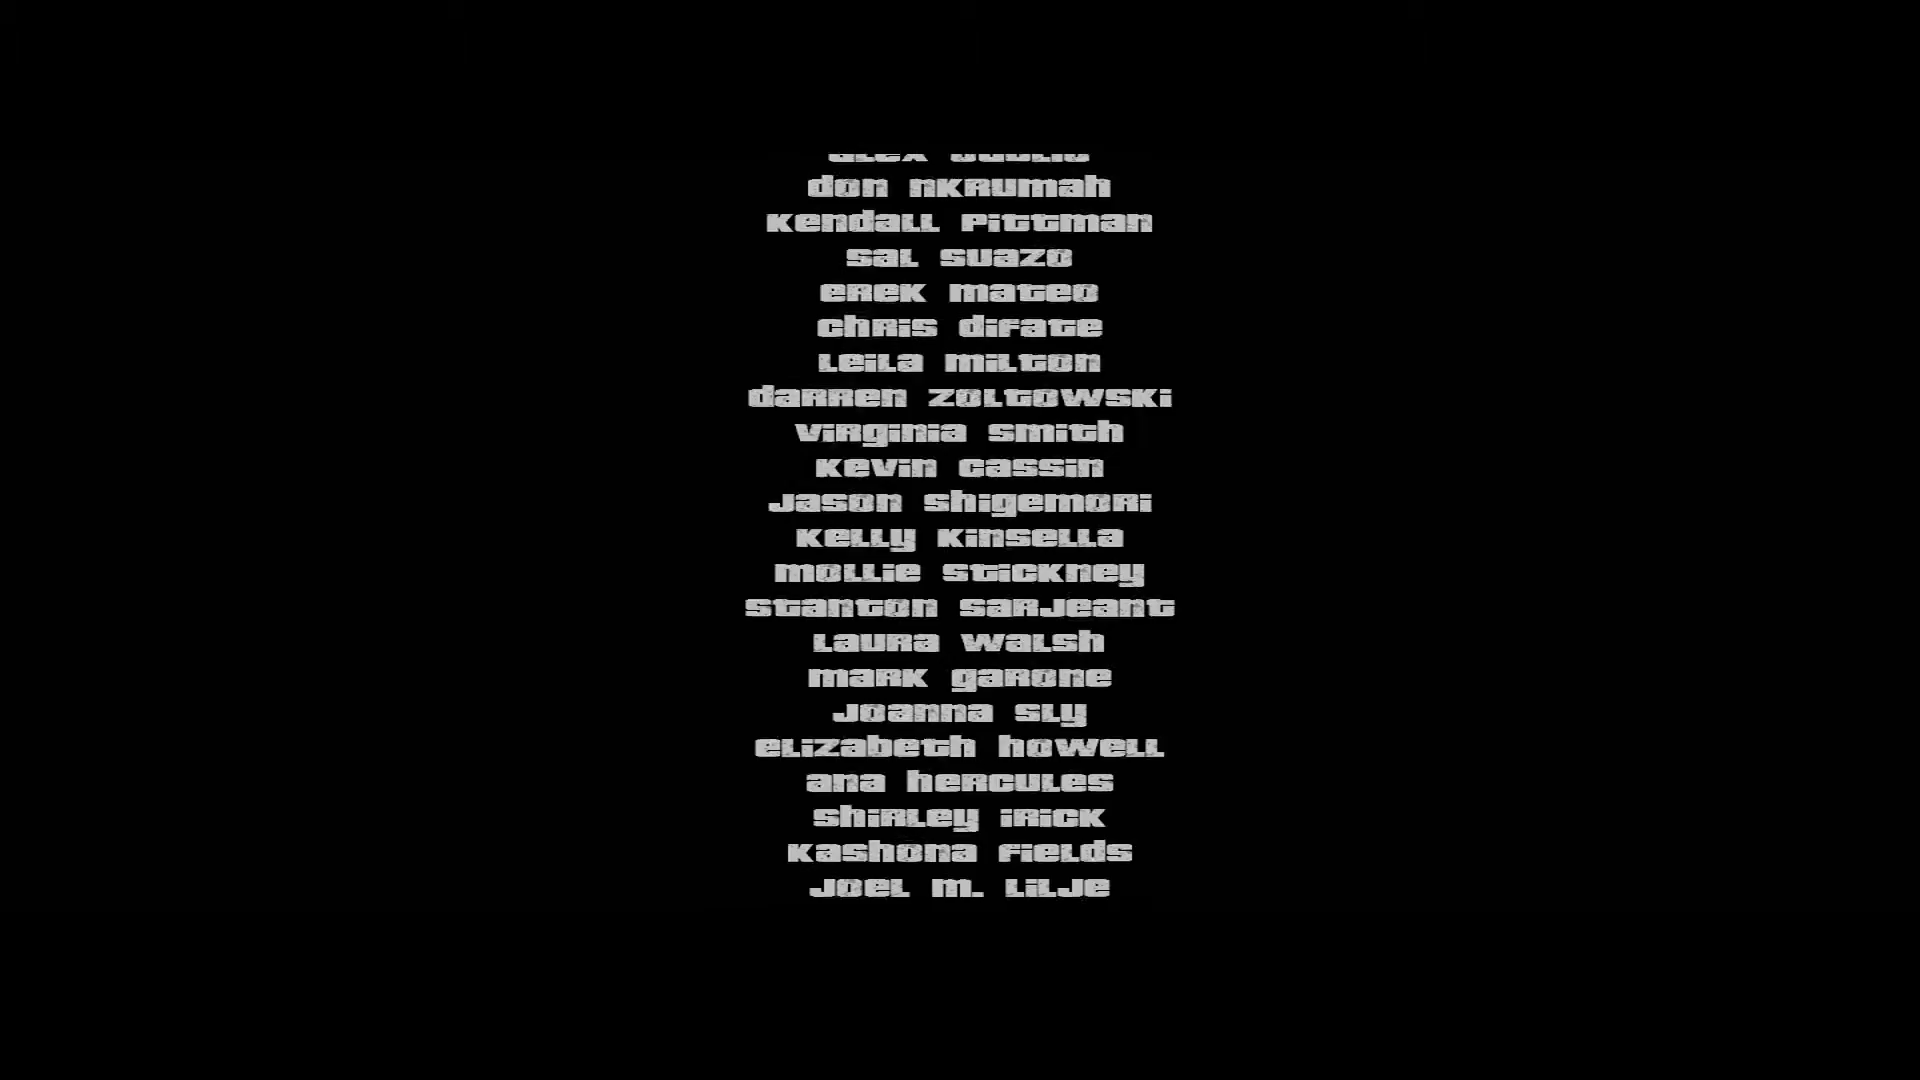 Don Nkrumah
Kendall Pittman
Sal Suazo
Erek Mateo
Chris DiFate
Leila Milton
Darren Zoltowski
Virginia Smith
Kevin Cassin
Jason Shigemori
Kelly Kinsella
Mollie Stickney
Stanton Sarjeant
Laura Walsh
Mark Garone
Joanna Sly
Elizabeth Howell
Ana Hercules
Shirley Irick
Kashona Fields
Joel M. Lilje